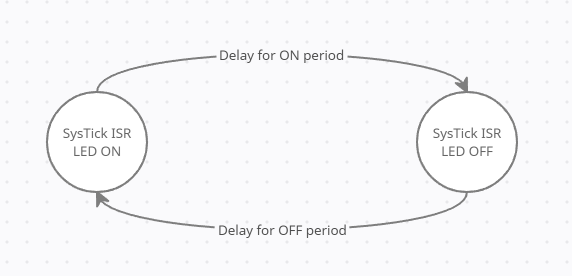 Delay for ON period
SysTick ISR
LED ON
SysTick ISR
LED OFF
Delay for OFF period